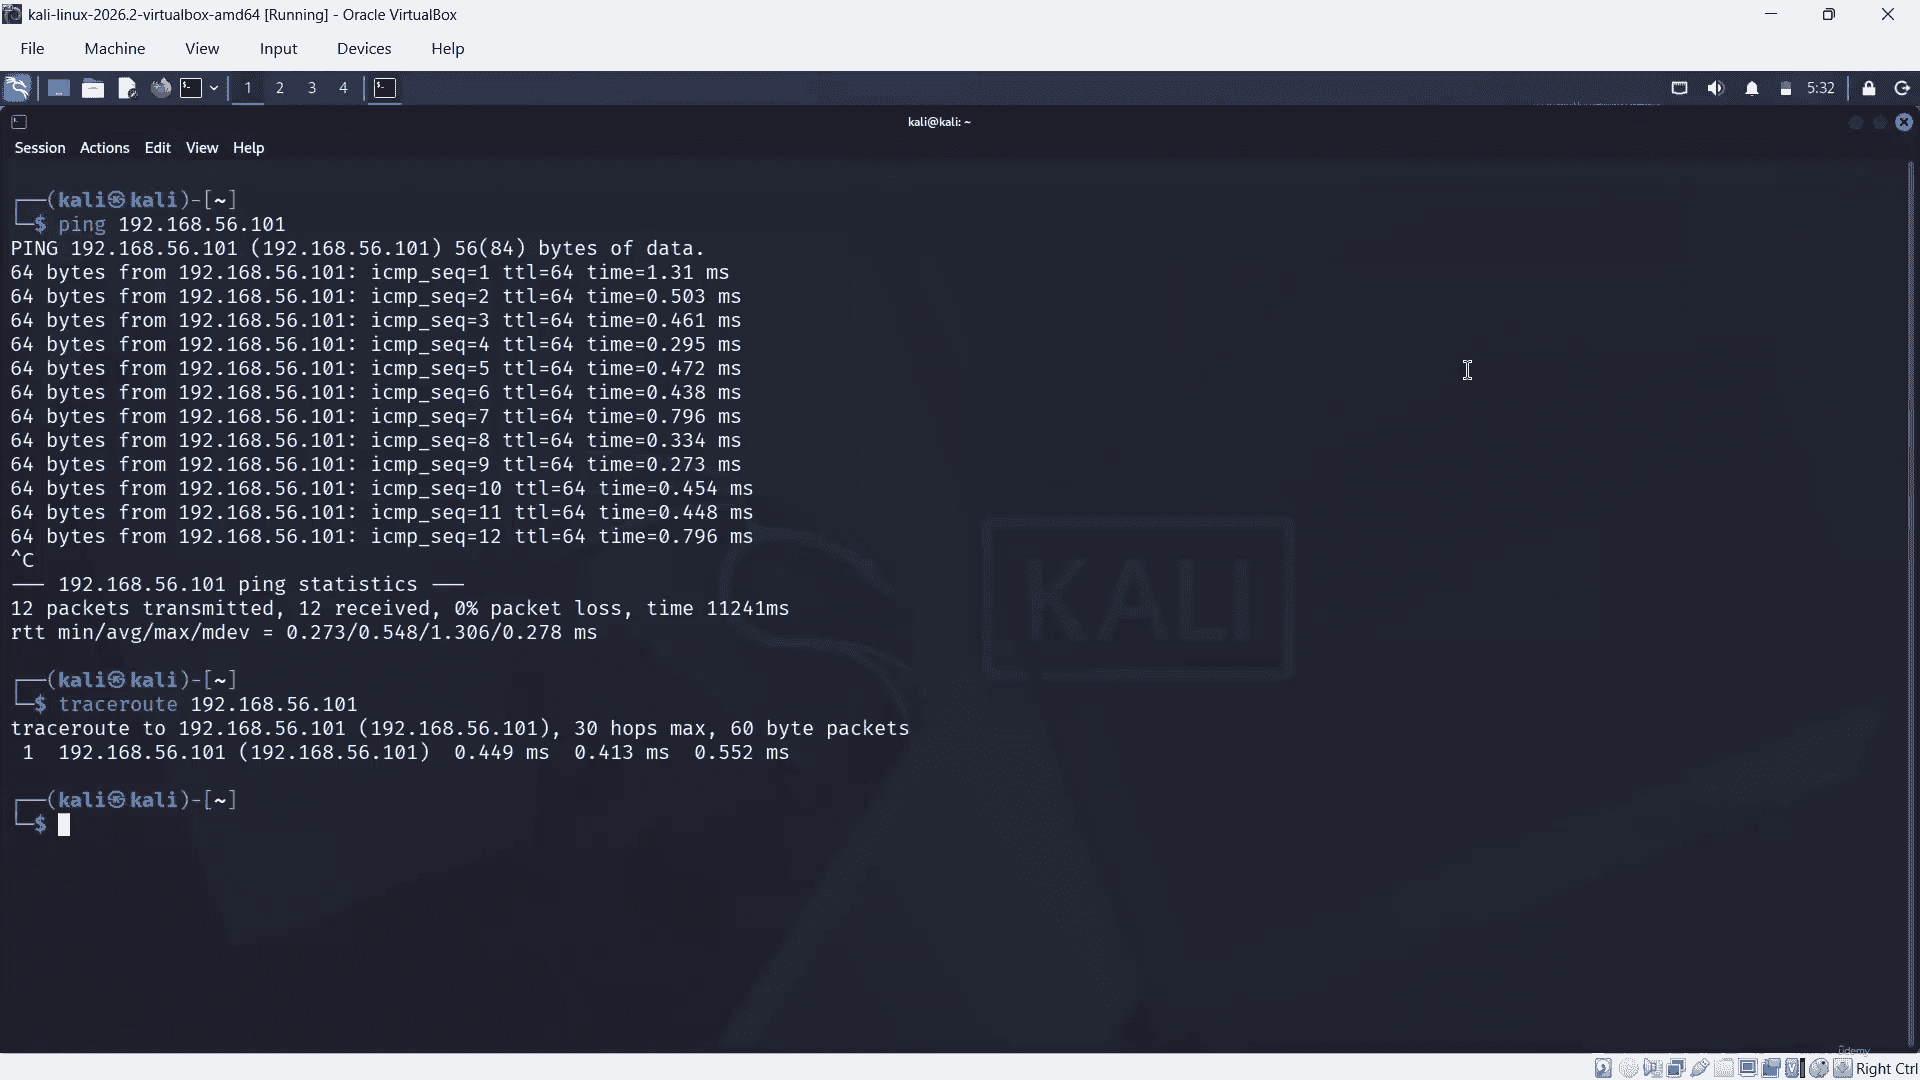 kali-linux-2026.2-virtualbox-amd64 [Running] - Oracle VirtualBox
File Machine View Input Devices Help
1 2 3 4 5:32
kali@kali: ~
Session Actions Edit View Help
┌──(kali㉿kali)-[~]
└─$ ping 192.168.56.101
PING 192.168.56.101 (192.168.56.101) 56(84) bytes of data.
64 bytes from 192.168.56.101: icmp_seq=1 ttl=64 time=1.31 ms
64 bytes from 192.168.56.101: icmp_seq=2 ttl=64 time=0.503 ms
64 bytes from 192.168.56.101: icmp_seq=3 ttl=64 time=0.461 ms
64 bytes from 192.168.56.101: icmp_seq=4 ttl=64 time=0.295 ms
64 bytes from 192.168.56.101: icmp_seq=5 ttl=64 time=0.472 ms
64 bytes from 192.168.56.101: icmp_seq=6 ttl=64 time=0.438 ms
64 bytes from 192.168.56.101: icmp_seq=7 ttl=64 time=0.796 ms
64 bytes from 192.168.56.101: icmp_seq=8 ttl=64 time=0.334 ms
64 bytes from 192.168.56.101: icmp_seq=9 ttl=64 time=0.273 ms
64 bytes from 192.168.56.101: icmp_seq=10 ttl=64 time=0.454 ms
64 bytes from 192.168.56.101: icmp_seq=11 ttl=64 time=0.448 ms
64 bytes from 192.168.56.101: icmp_seq=12 ttl=64 time=0.796 ms
^C
--- 192.168.56.101 ping statistics ---
12 packets transmitted, 12 received, 0% packet loss, time 11241ms
rtt min/avg/max/mdev = 0.273/0.548/1.306/0.278 ms
┌──(kali㉿kali)-[~]
└─$ traceroute 192.168.56.101
traceroute to 192.168.56.101 (192.168.56.101), 30 hops max, 60 byte packets
1 192.168.56.101 (192.168.56.101) 0.449 ms 0.413 ms 0.552 ms
┌──(kali㉿kali)-[~]
└─$
KALI
udemy
Right Ctrl